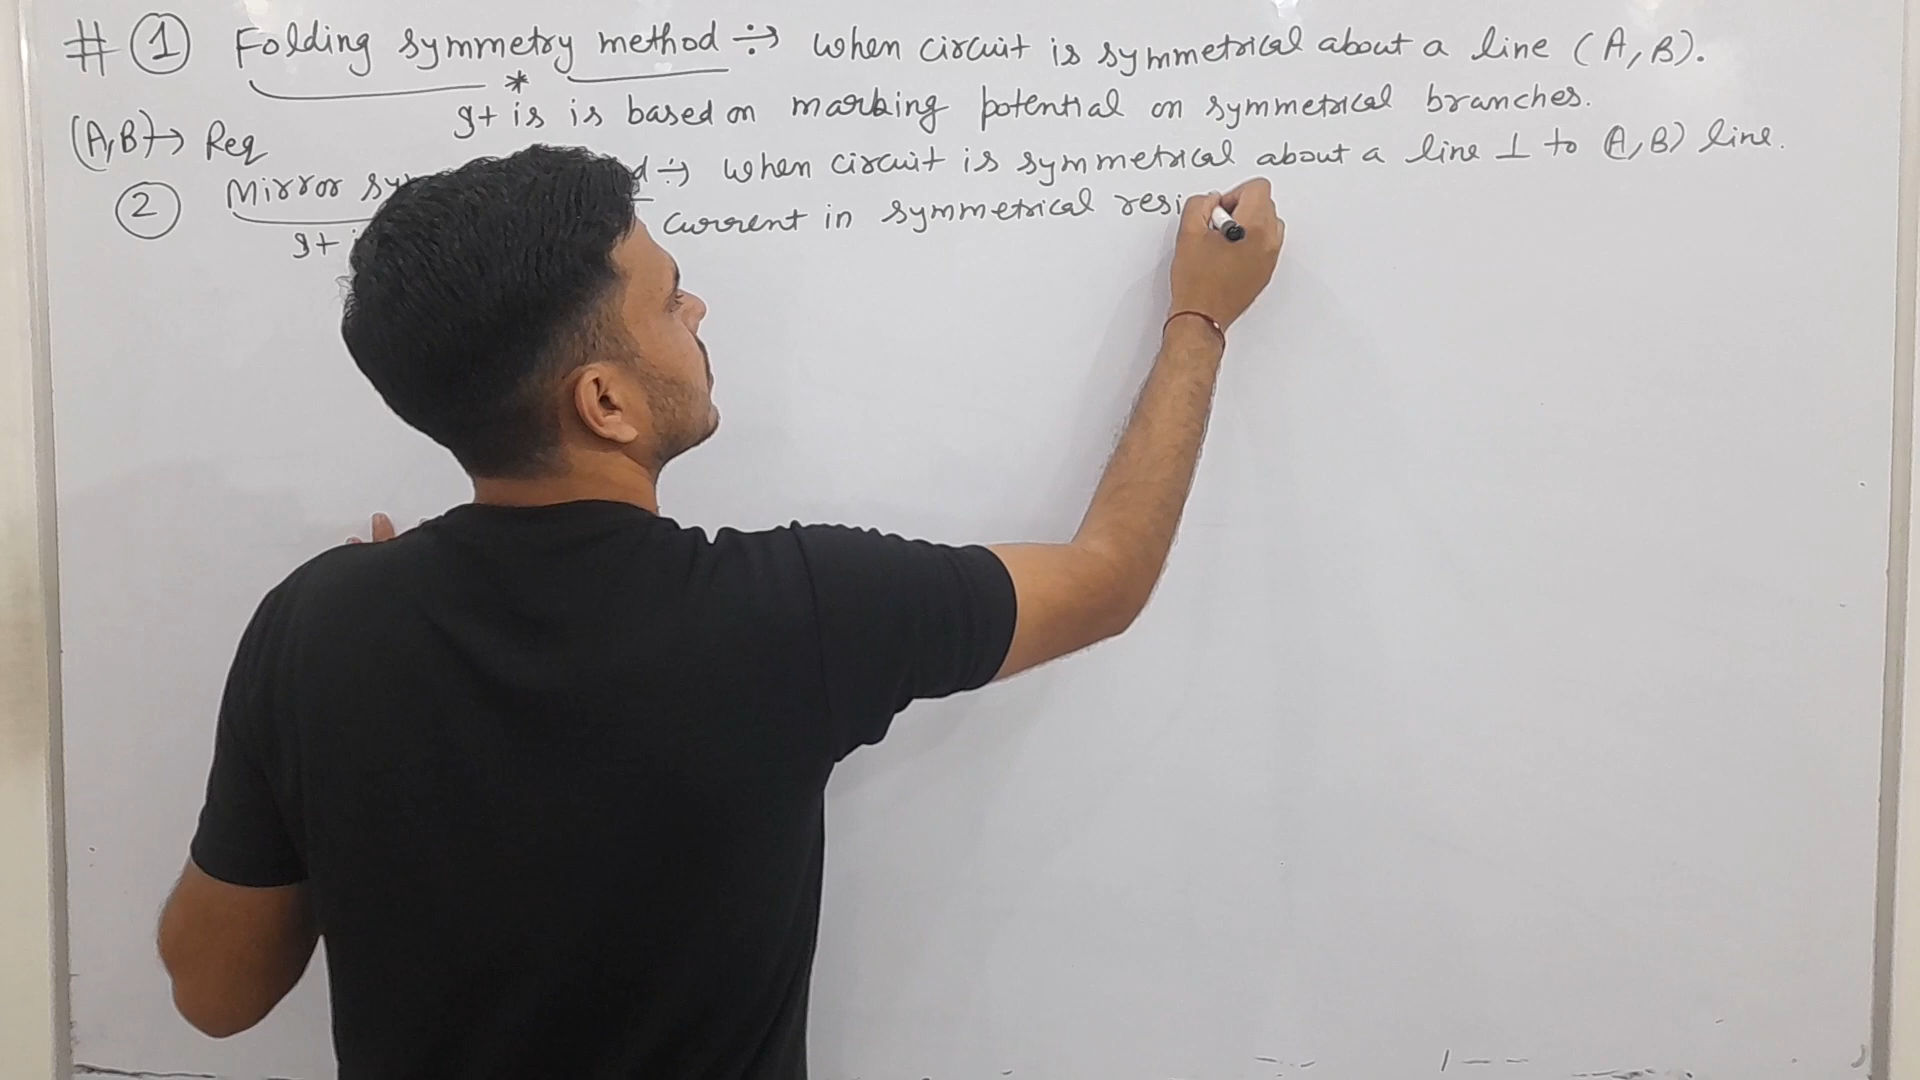 # ① Folding symmetry method ÷→ when circuit is symmetrical about a line (A,B).
* It is is based on marking potential on symmetrical branches.
(A,B)→ Req
② Mirror sy d ÷→ when circuit is symmetrical about a line ⊥ to (A,B) line.
It i current in symmetrical resi